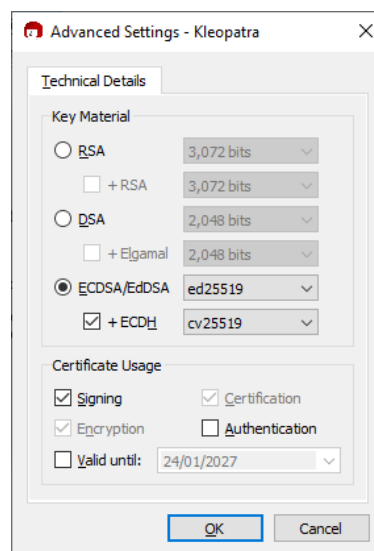 Advanced Settings - Kleopatra
Technical Details
Key Material
RSA 3,072 bits
+ RSA 3,072 bits
DSA 2,048 bits
+ Elgamal 2,048 bits
ECDSA/EdDSA ed25519
+ ECDH cv25519
Certificate Usage
Signing Certification
Encryption Authentication
Valid until: 24/01/2027
OK Cancel